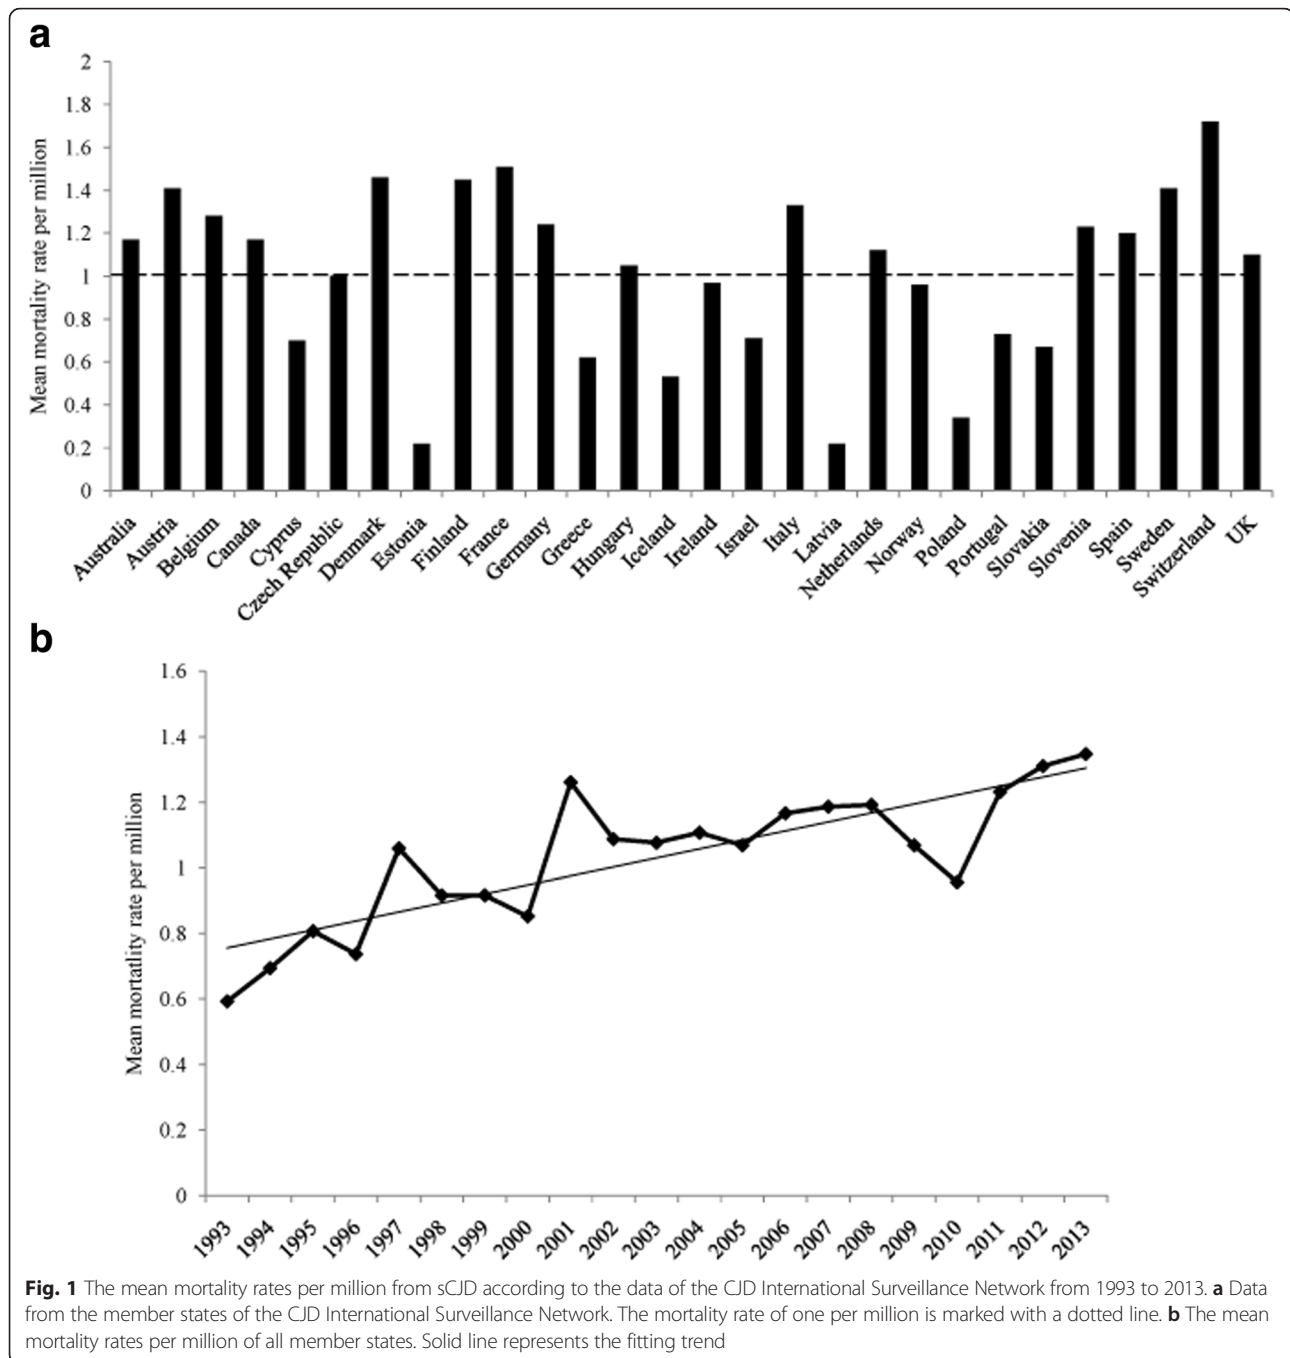 a
2
1.8
1.6
1.4
1.2
1
0.8
0.6
0.4
0.2
0
Mean mortality rate per million
Australia
Austria
Belgium
Canada
Cyprus
Czech Republic
Denmark
Estonia
Finland
France
Germany
Greece
Hungary
Iceland
Ireland
Israel
Italy
Latvia
Netherlands
Norway
Poland
Portugal
Slovakia
Slovenia
Spain
Sweden
Switzerland
UK
b
1.6
1.4
1.2
1
0.8
0.6
0.4
0.2
0
Mean mortatlity rate per million
1993
1994
1995
1996
1997
1998
1999
2000
2001
2002
2003
2004
2005
2006
2007
2008
2009
2010
2011
2012
2013
Fig. 1 The mean mortality rates per million from sCJD according to the data of the CJD International Surveillance Network from 1993 to 2013. a Data
from the member states of the CJD International Surveillance Network. The mortality rate of one per million is marked with a dotted line. b The mean
mortality rates per million of all member states. Solid line represents the fitting trend